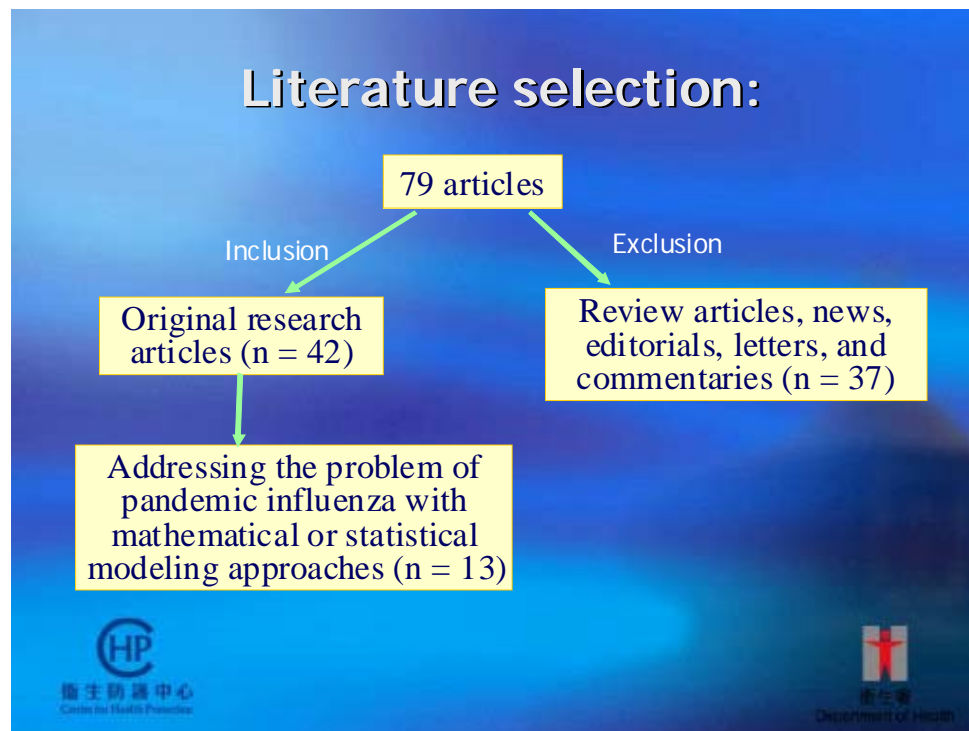 Literature selection:
79 articles
Inclusion
Exclusion
Original research
articles (n = 42)
Review articles, news,
editorials, letters, and
commentaries (n = 37)
Addressing the problem of
pandemic influenza with
mathematical or statistical
modeling approaches (n = 13)
CHP
衞生防護中心
Centre for Health Protection
衞生署
Department of Health